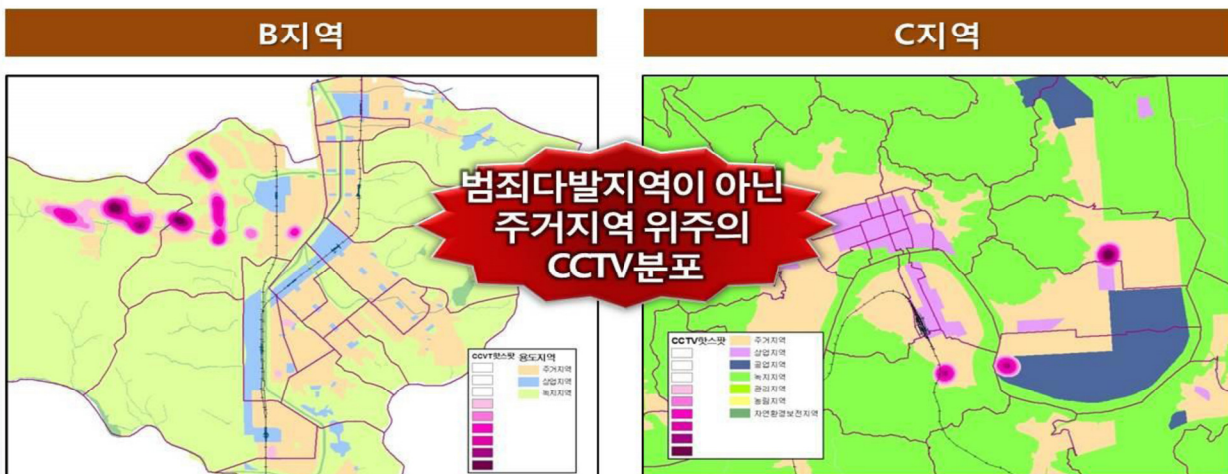 B지역
C지역
범죄다발지역이 아닌
주거지역 위주의
CCTV분포
CCVT핫스팟 용도지역
주거지역
상업지역
녹지지역
CCTV핫스팟
주거지역
상업지역
공업지역
녹지지역
관리지역
농림지역
자연환경보전지역